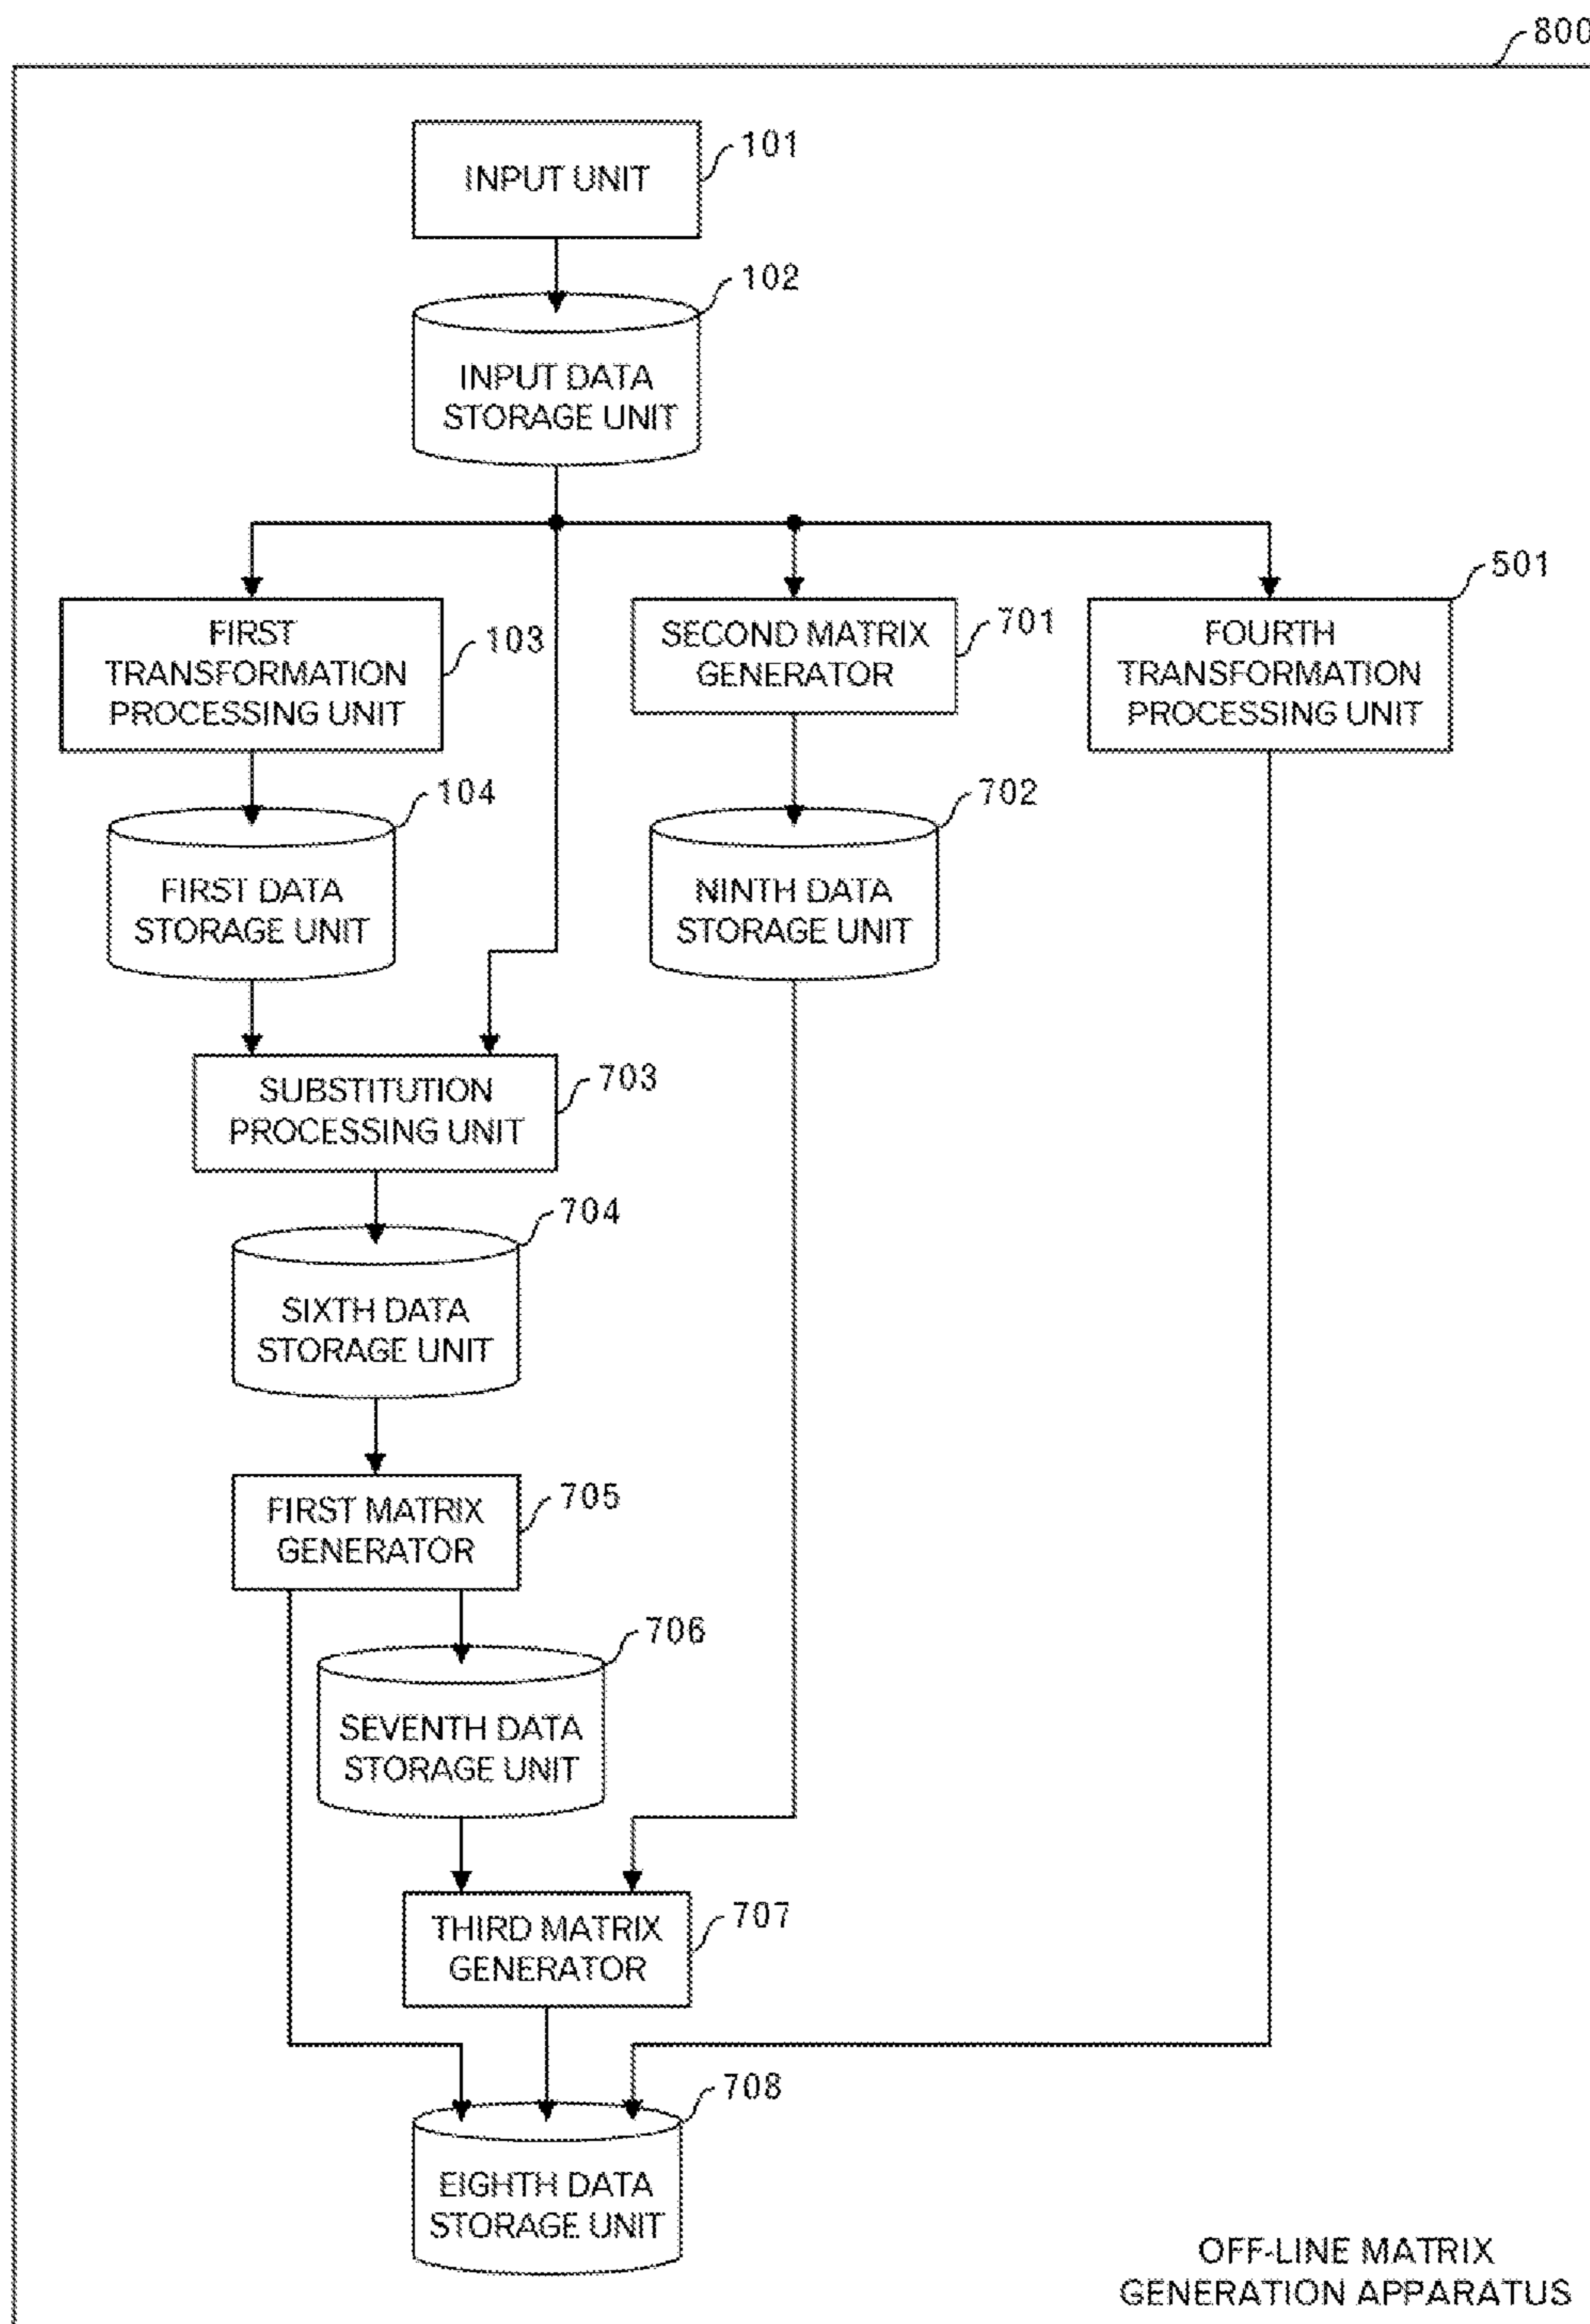 800
INPUT UNIT
101
102
INPUT DATA
STORAGE UNIT
FIRST
TRANSFORMATION
PROCESSING UNIT
103
SECOND MATRIX
GENERATOR
701
FOURTH
TRANSFORMATION
PROCESSING UNIT
501
104
FIRST DATA
STORAGE UNIT
702
NINTH DATA
STORAGE UNIT
SUBSTITUTION
PROCESSING UNIT
703
704
SIXTH DATA
STORAGE UNIT
FIRST MATRIX
GENERATOR
705
706
SEVENTH DATA
STORAGE UNIT
THIRD MATRIX
GENERATOR
707
708
EIGHTH DATA
STORAGE UNIT
OFF-LINE MATRIX
GENERATION APPARATUS